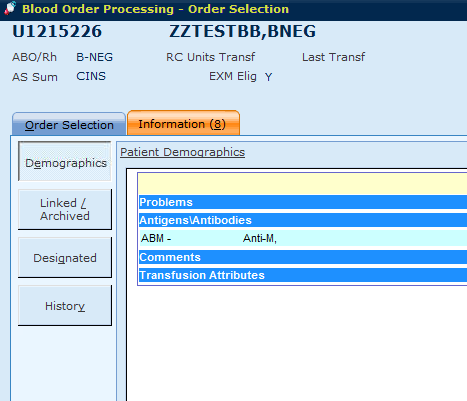 Blood Order Processing - Order Selection
U1215226 ZZTESTBB,BNEG
ABO/Rh B-NEG RC Units Transf Last Transf
AS Sum CINS EXM Elig Y
Order Selection Information (8)
Demographics Patient Demographics
Problems
Linked /
Archived
Antigens\Antibodies
ABM - Anti-M,
Designated Comments
Transfusion Attributes
History